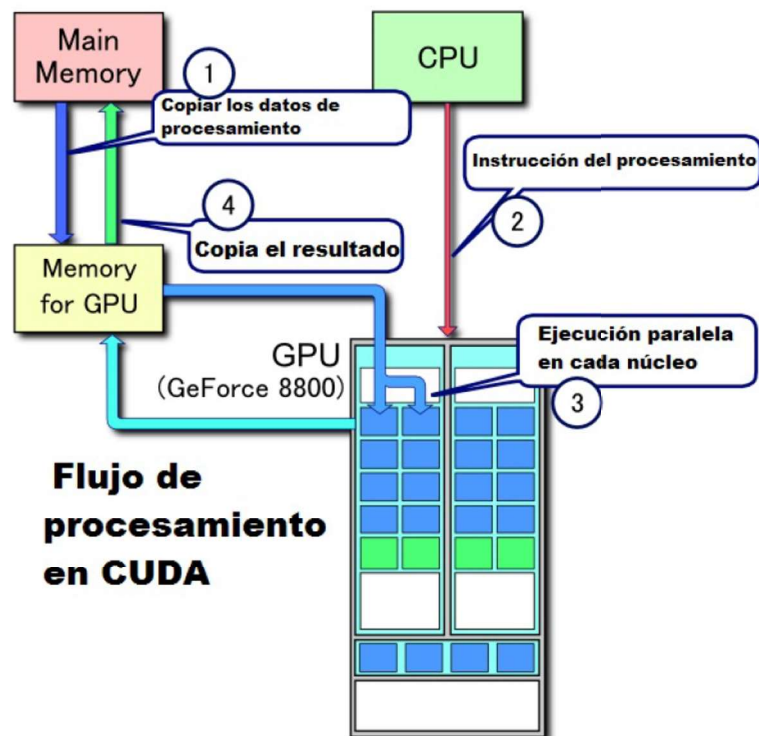 Main
Memory
CPU
1
Copiar los datos de
procesamiento
Instrucción del procesamiento
2
4
Copia el resultado
Memory
for GPU
GPU
(GeForce 8800)
Ejecución paralela
en cada núcleo
3
Flujo de
procesamiento
en CUDA